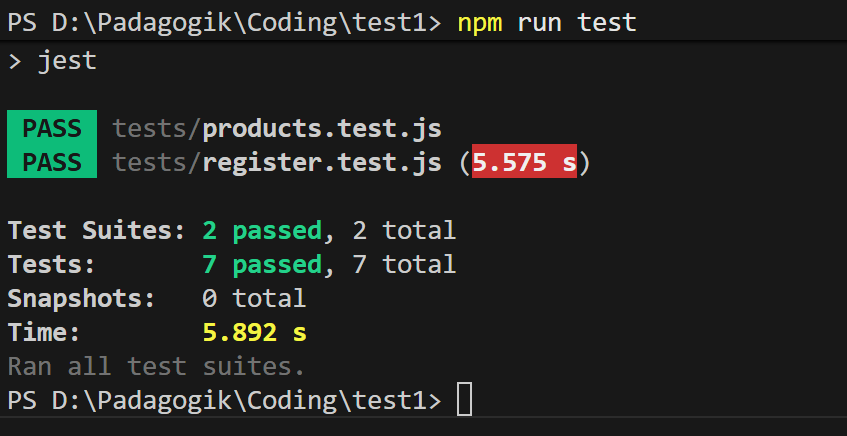 PS D:\Padagogik\Coding\test1> npm run test
> jest
PASS tests/products.test.js
PASS tests/register.test.js (5.575 s)
Test Suites: 2 passed, 2 total
Tests: 7 passed, 7 total
Snapshots: 0 total
Time: 5.892 s
Ran all test suites.
PS D:\Padagogik\Coding\test1>